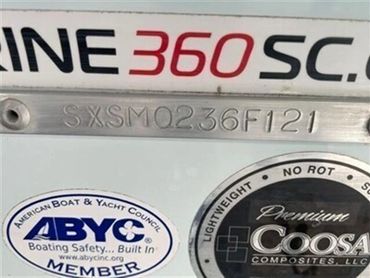 RINE 360 SC.
SXSM0236F121
AMERICAN BOAT & YACHT COUNCIL
ABYC
Boating Safety... Built In
www.abycinc.org
MEMBER
LIGHTWEIGHT • NO ROT •
Premium
COOSA
COMPOSITES, LLC